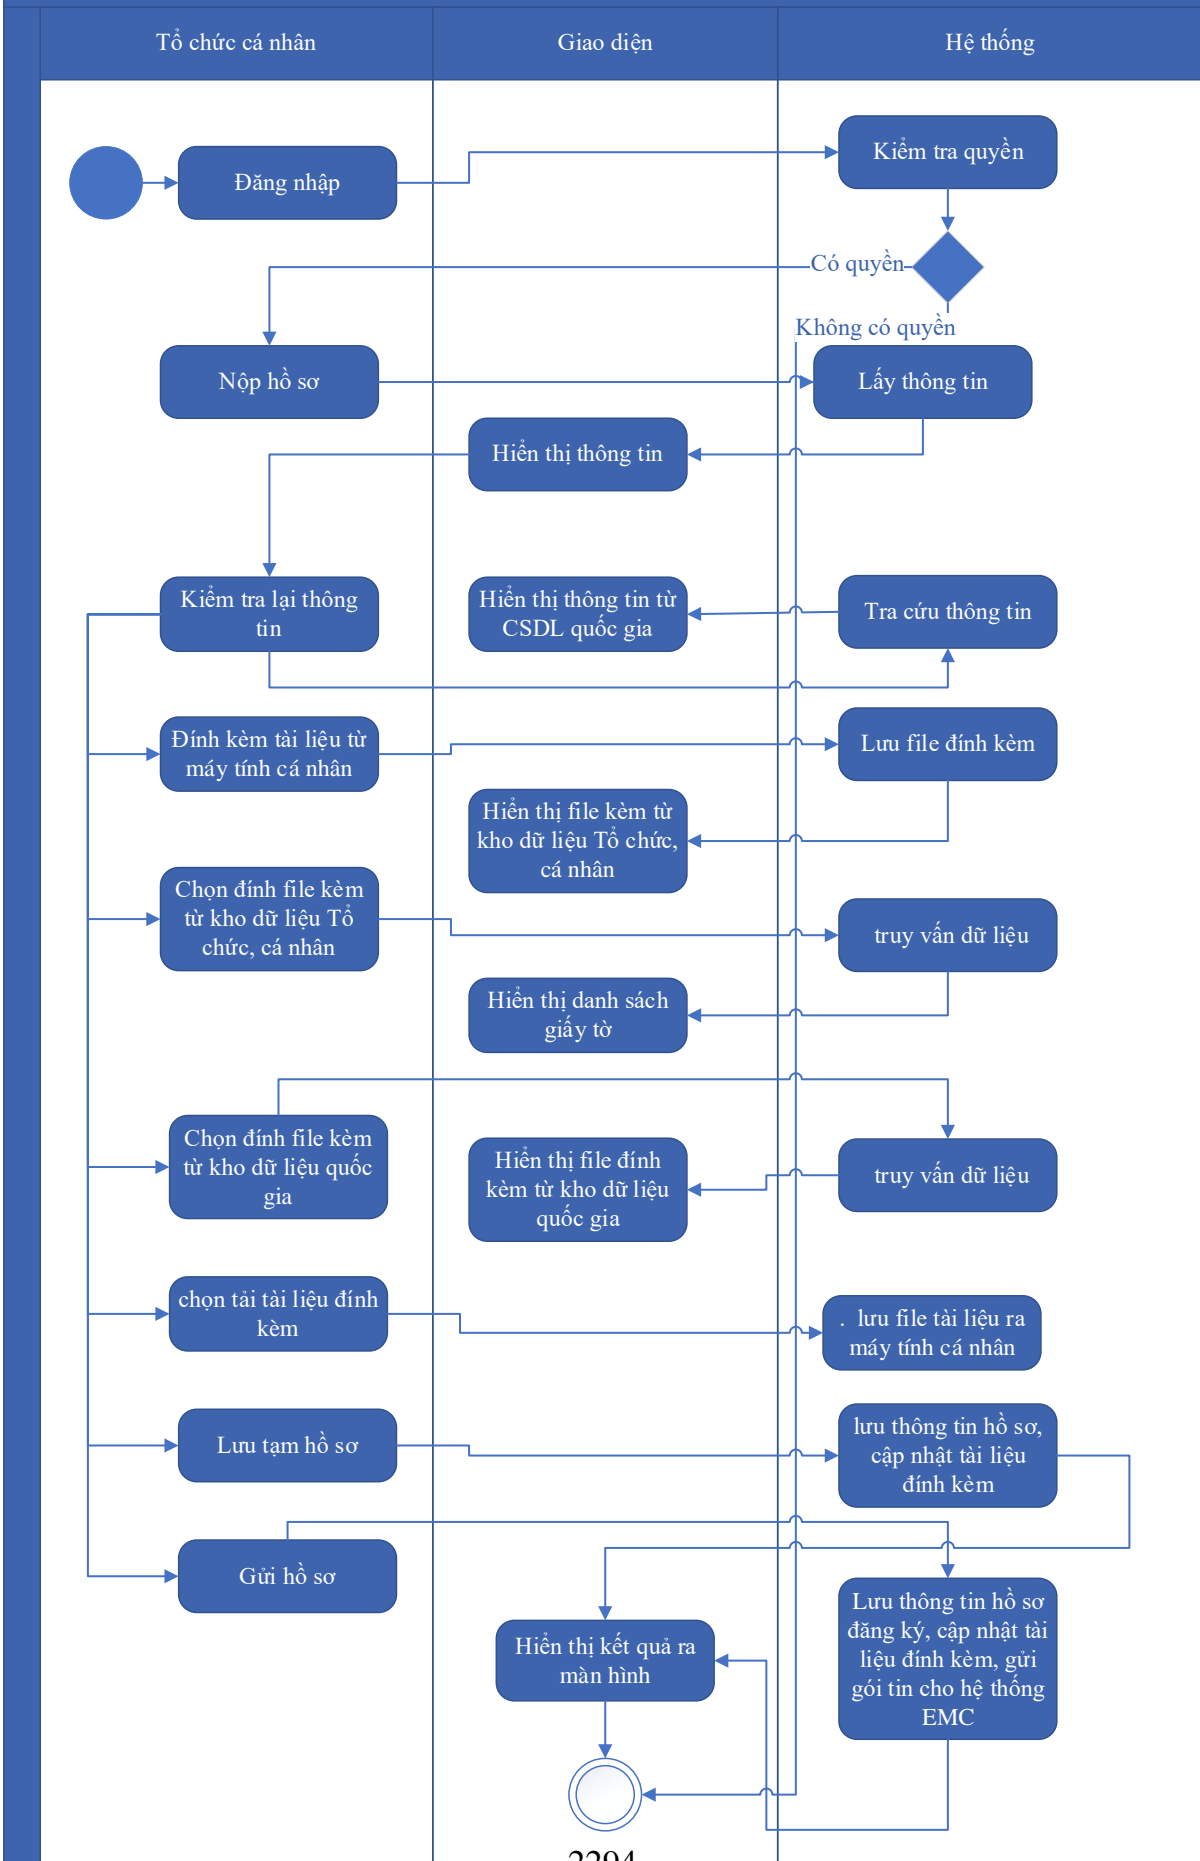 Tổ chức cá nhân
Giao diện
Hệ thống
Kiểm tra quyền
Đăng nhập
Có quyền
Không có quyền
Nộp hồ sơ
Lấy thông tin
Hiển thị thông tin
Kiểm tra lại thông
tin
Hiển thị thông tin từ
CSDL quốc gia
Tra cứu thông tin
Đính kèm tài liệu từ
máy tính cá nhân
Lưu file đính kèm
Hiển thị file kèm từ
kho dữ liệu Tổ chức,
cá nhân
Chọn đính file kèm
từ kho dữ liệu Tổ
chức, cá nhân
truy vấn dữ liệu
Hiển thị danh sách
giấy tờ
Chọn đính file kèm
từ kho dữ liệu quốc
gia
Hiển thị file đính
kèm từ kho dữ liệu
quốc gia
truy vấn dữ liệu
chọn tải tài liệu đính
kèm
. lưu file tài liệu ra
máy tính cá nhân
Lưu tạm hồ sơ
lưu thông tin hồ sơ,
cập nhật tài liệu
đính kèm
Gửi hồ sơ
Lưu thông tin hồ sơ
đăng ký, cập nhật tài
liệu đính kèm, gửi
gói tin cho hệ thống
EMC
Hiển thị kết quả ra
màn hình
2294